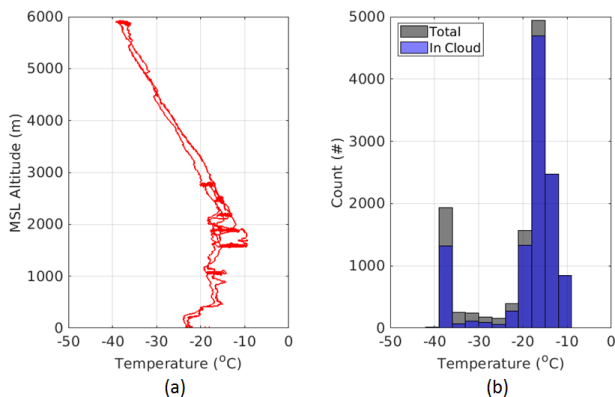 6000
5000
4000
3000
2000
1000
0
MSL Altitude (m)
-50 -40 -30 -20 -10 0
Temperature (°C)
(a)
Total
In Cloud
5000
4000
3000
2000
1000
0
Count (#)
-50 -40 -30 -20 -10 0
Temperature (°C)
(b)